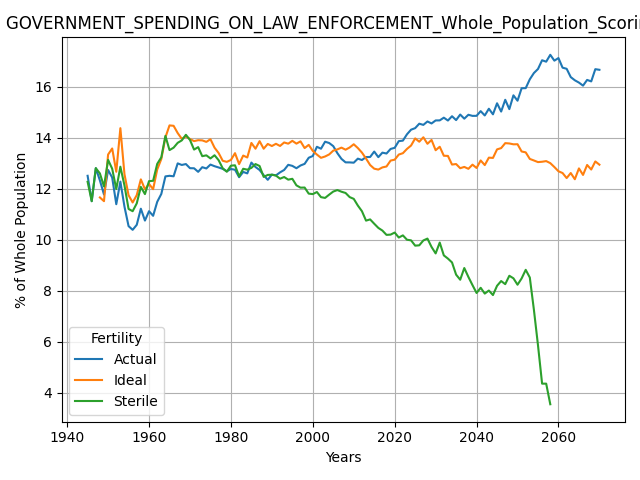 GOVERNMENT_SPENDING_ON_LAW_ENFORCEMENT_Whole_Population_Scori
% of Whole Population
16
14
12
10
8
6
4
Fertility
Actual
Ideal
Sterile
1940 1960 1980 2000 2020 2040 2060
Years